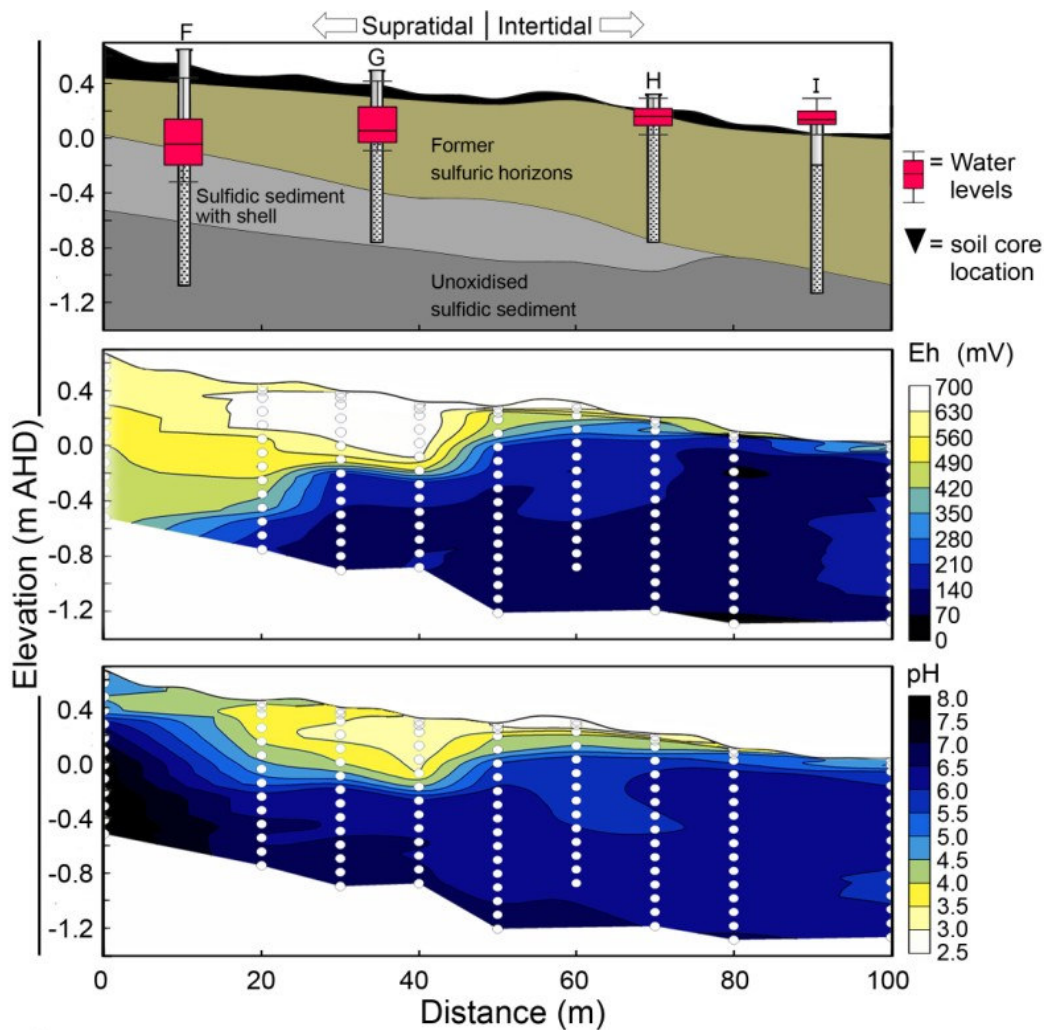 Supratidal | Intertidal
F
G
H
I
0.4
0.0
-0.4
-0.8
-1.2
Former
sulfuric horizons
Sulfidic sediment
with shell
Unoxidised
sulfidic sediment
= Water
levels
= soil core
location
Elevation (m AHD)
0.4
0.0
-0.4
-0.8
-1.2
Eh (mV)
700
630
560
490
420
350
280
210
140
70
0
0.4
0.0
-0.4
-0.8
-1.2
pH
8.0
7.5
7.0
6.5
6.0
5.5
5.0
4.5
4.0
3.5
3.0
2.5
0 20 40 60 80 100
Distance (m)